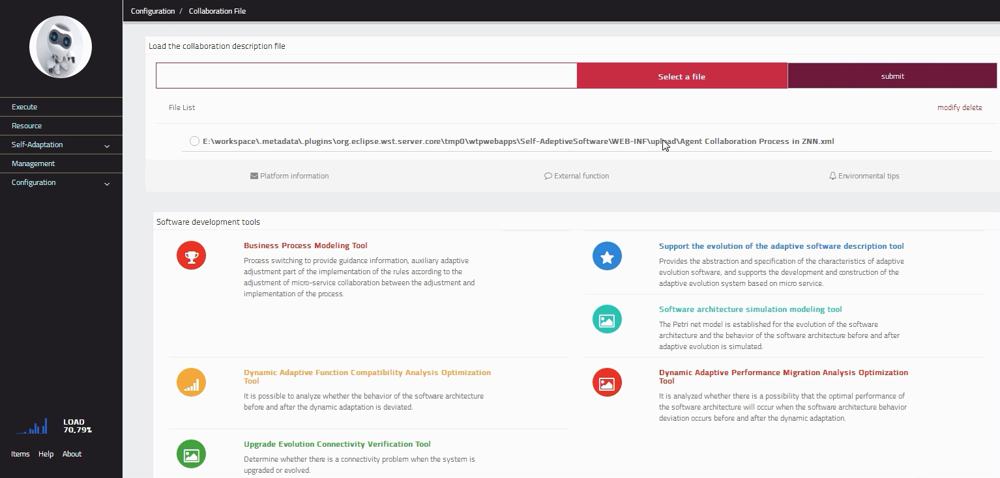 Configuration / Collaboration File
Execute
Resource
Self-Adaptation
Management
Configuration
LOAD
70,79%
Items Help About
Load the collaboration description file
Select a file
submit
File List
modify delete
E:\workspace\.metadata\.plugins\org.eclipse.wst.server.core\tmp0\wtpwebapps\Self-AdeptiveSoftware\WEB-INF\upload\Agent Collaboration Process in ZNN.xml
Platform information
External function
Environmental tips
Software development tools
Business Process Modeling Tool
Process switching to provide guidance information, auxiliary adaptive
adjustment part of the implementation of the rules according to the
adjustment of micro-service collaboration between the adjustment and
implementation of the process.
Support the evolution of the adaptive software description tool
Provides the abstraction and specification of the characteristics of adaptive
evolution software, and supports the development and construction of the
adaptive evolution system based on micro service.
Software architecture simulation modeling tool
The Petri net model is established for the evolution of the software
architecture and the behavior of the software architecture before and after
adaptive evolution is simulated.
Dynamic Adaptive Function Compatibility Analysis Optimization
Tool
It is possible to analyze whether the behavior of the software architecture
before and after the dynamic adaptation is deviated.
Dynamic Adaptive Performance Migration Analysis Optimization
Tool
It is analyzed whether there is a possibility that the optimal performance of
the software architecture will occur when the software architecture behavior
deviation occurs before and after the dynamic adaptation.
Upgrade Evolution Connectivity Verification Tool
Determine whether there is a connectivity problem when the system is
upgraded or evolved.